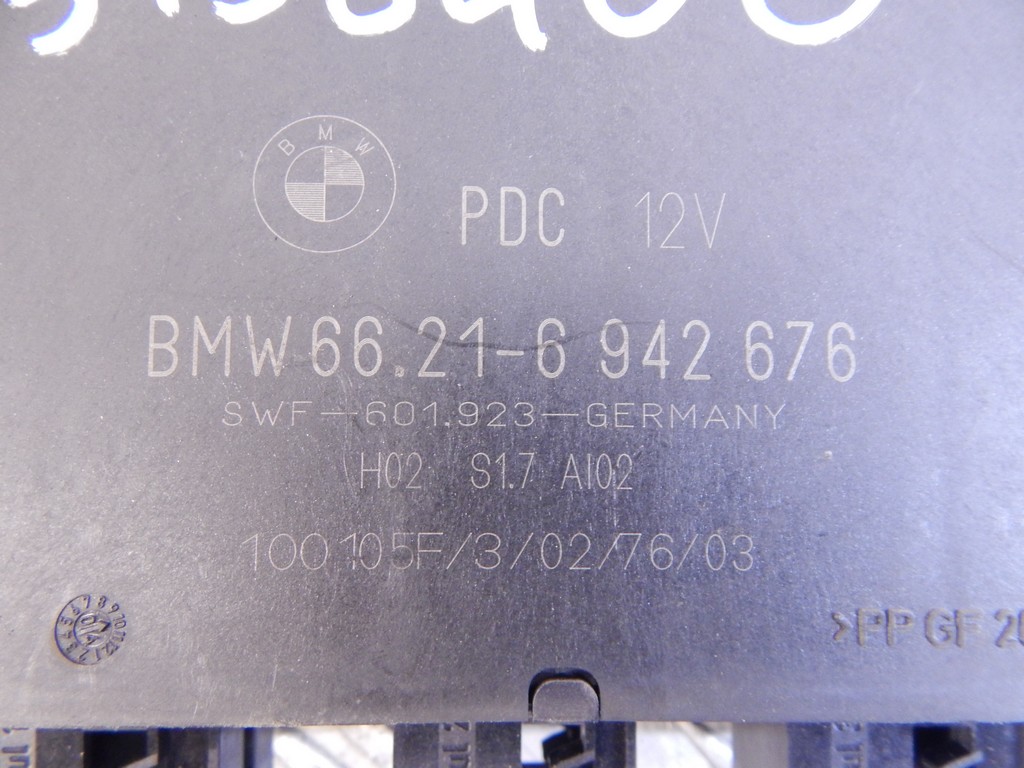 BMW
PDC 12V
BMW 66.21-6 942 676
SWF-601.923-GERMANY
H02 S1.7 AI02
100105F/3/02/76/03
>PP GF 20